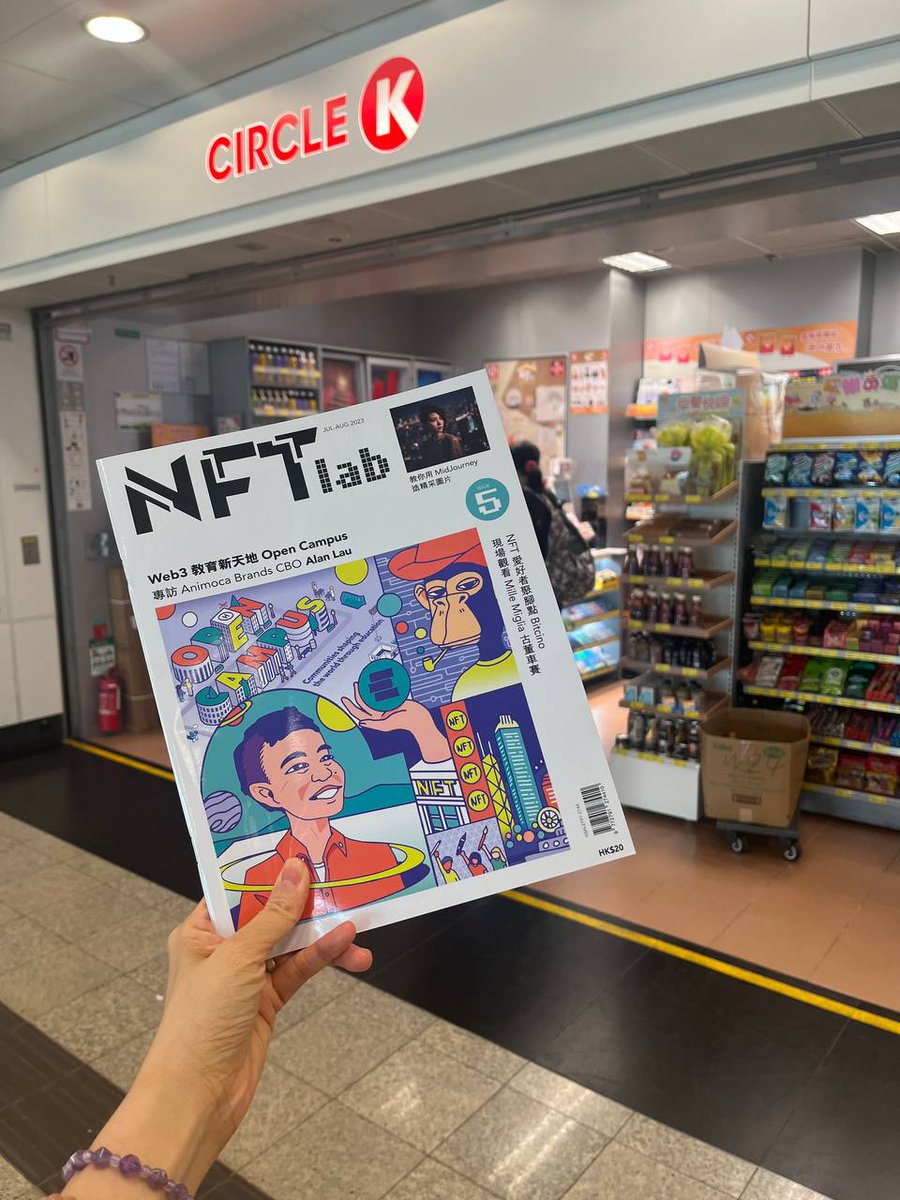 CIRCLE K
NFT lab
JUL-AUG 2023
教你用 MidJourney
造精采圖片
ISSUE
5
Web3 教育新天地 Open Campus
專訪 Animoca Brands CBO Alan Lau
NFT 愛好者聚腳點 Bitcino
現場觀看 Mille Miglia 古董車賽
OPEN
CAMPUS
Communities shaping
the world through education
NFT
NFT
NFT
NFT
NFT
HK$20